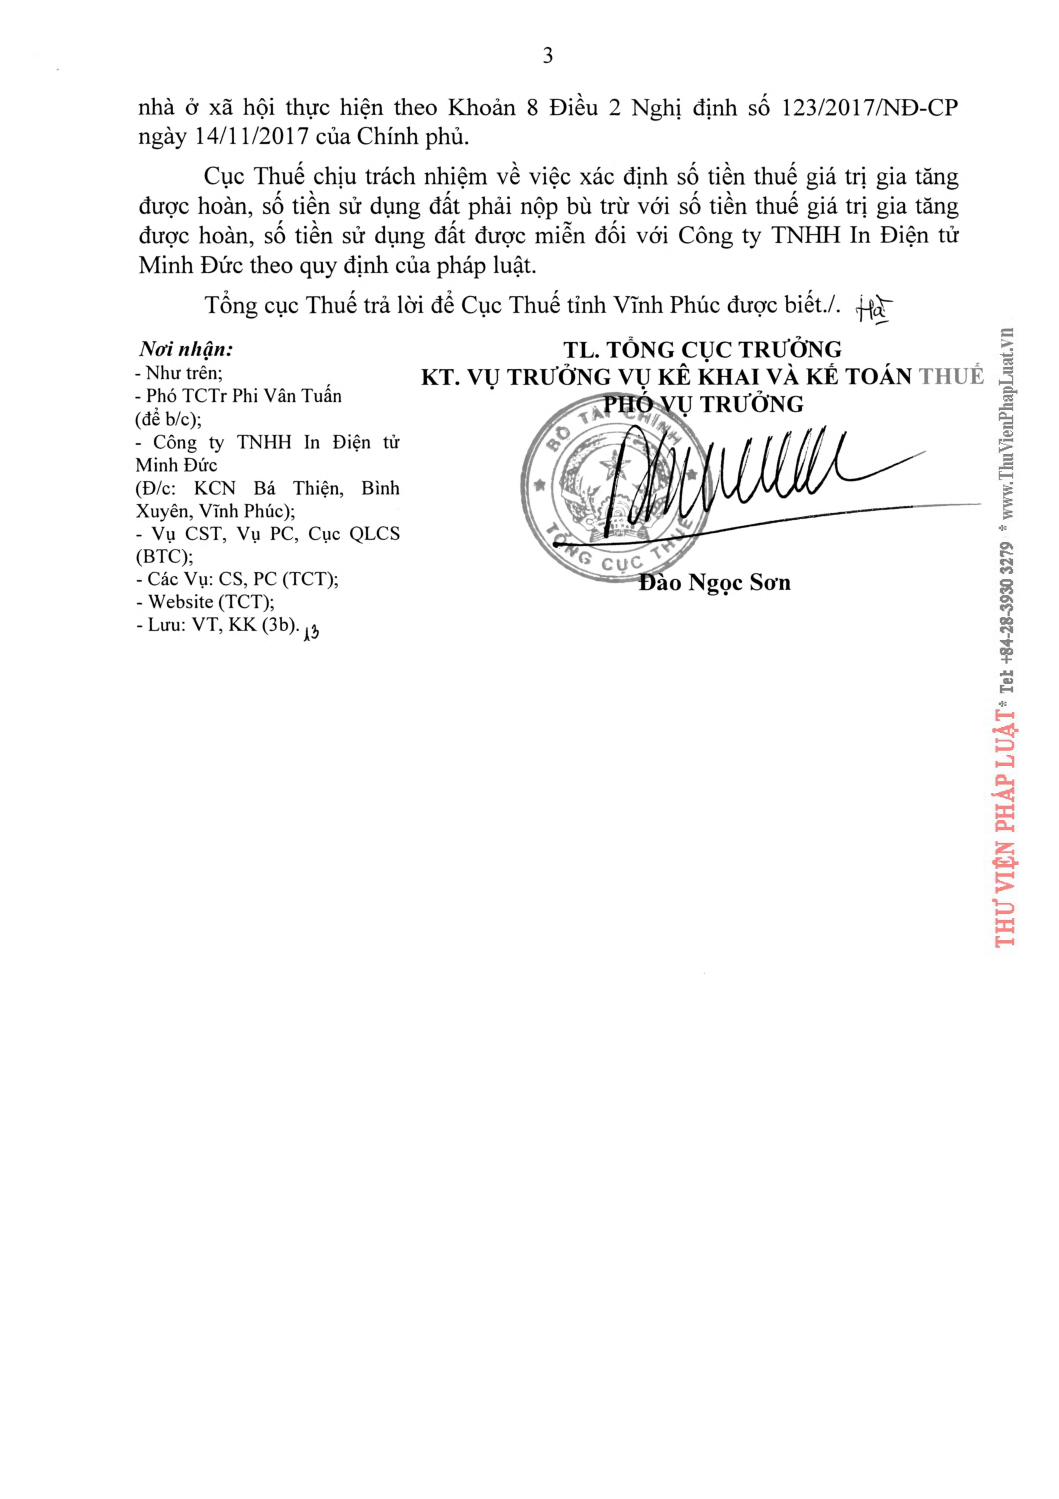 3
nhà ở xã hội thực hiện theo Khoản 8 Điều 2 Nghị định số 123/2017/NĐ-CP
ngày 14/11/2017 của Chính phủ.
Cục Thuế chịu trách nhiệm về việc xác định số tiền thuế giá trị gia tăng
được hoàn, số tiền sử dụng đất phải nộp bù trừ với số tiền thuế giá trị gia tăng
được hoàn, số tiền sử dụng đất được miễn đối với Công ty TNHH In Điện tử
Minh Đức theo quy định của pháp luật.
Tổng cục Thuế trả lời để Cục Thuế tỉnh Vĩnh Phúc được biết./. Hà
Nơi nhận:
- Như trên;
- Phó TCTr Phi Vân Tuấn
(để b/c);
- Công ty TNHH In Điện tử
Minh Đức
(Đ/c: KCN Bá Thiện, Bình
Xuyên, Vĩnh Phúc);
- Vụ CST, Vụ PC, Cục QLCS
(BTC);
- Các Vụ: CS, PC (TCT);
- Website (TCT);
- Lưu: VT, KK (3b). 13
TL. TỔNG CỤC TRƯỞNG
KT. VỤ TRƯỞNG VỤ KÊ KHAI VÀ KẾ TOÁN THUẾ
PHÓ VỤ TRƯỞNG
BỘ TÀI CHÍNH
TỔNG CỤC THUẾ
Đào Ngọc Sơn
THƯ VIỆN PHÁP LUẬT * Tel: +84-28-3930 3279 * www.ThuVienPhapLuat.vn